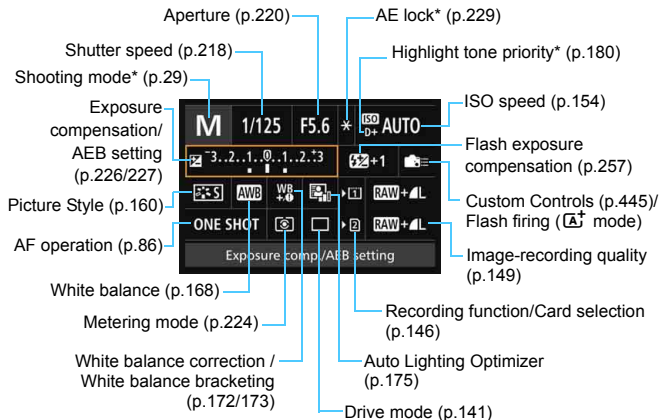 Aperture (p.220)
AE lock* (p.229)
Shutter speed (p.218)
Highlight tone priority* (p.180)
Shooting mode* (p.29)
ISO speed (p.154)
Exposure
compensation/
AEB setting
(p.226/227)
M 1/125 F5.6 * ISO D+ AUTO
-3..2..1..0..1..2.+3 +1
S AWB WB 1 RAW+L
ONE SHOT 2 RAW+L
Exposure comp./AEB setting
Flash exposure
compensation (p.257)
Picture Style (p.160)
Custom Controls (p.445)/
Flash firing (A+ mode)
AF operation (p.86)
Image-recording quality
(p.149)
White balance (p.168)
Recording function/Card selection
(p.146)
Metering mode (p.224)
White balance correction /
White balance bracketing
(p.172/173)
Auto Lighting Optimizer
(p.175)
Drive mode (p.141)